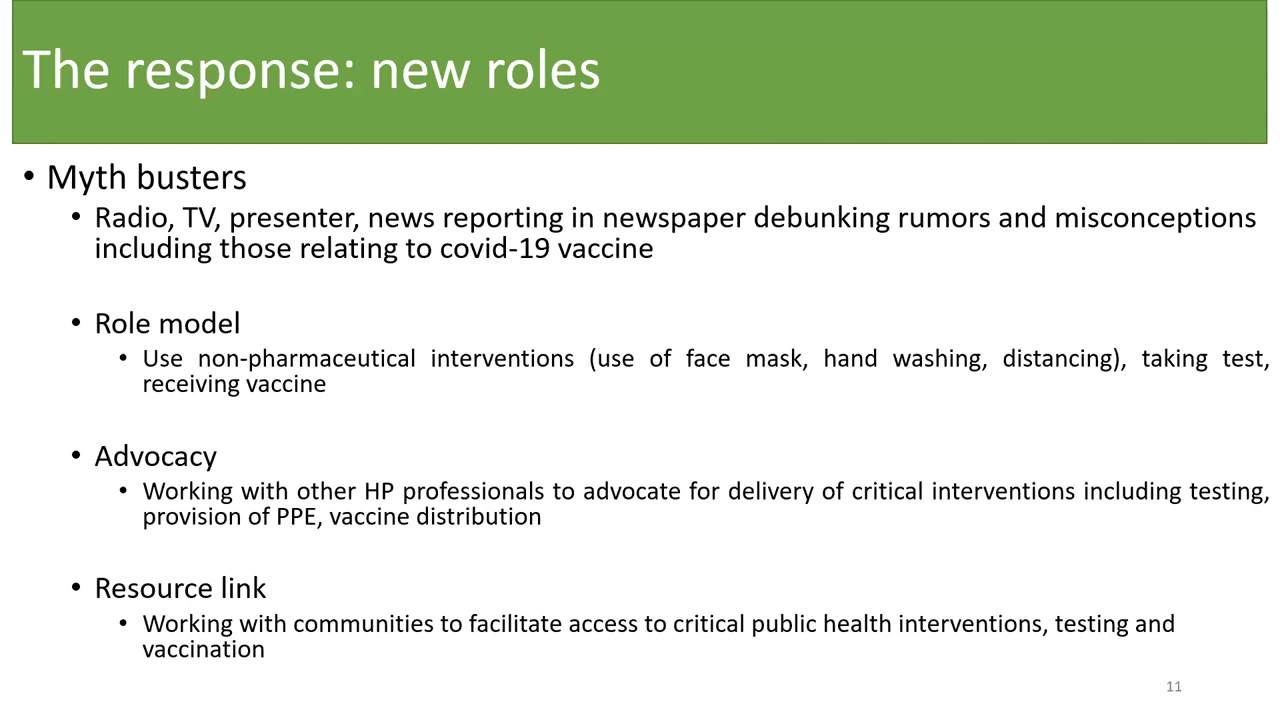 The response: new roles
• Myth busters
• Radio, TV, presenter, news reporting in newspaper debunking rumors and misconceptions
including those relating to covid-19 vaccine
• Role model
• Use non-pharmaceutical interventions (use of face mask, hand washing, distancing), taking test,
receiving vaccine
• Advocacy
• Working with other HP professionals to advocate for delivery of critical interventions including testing,
provision of PPE, vaccine distribution
• Resource link
• Working with communities to facilitate access to critical public health interventions, testing and
vaccination
11